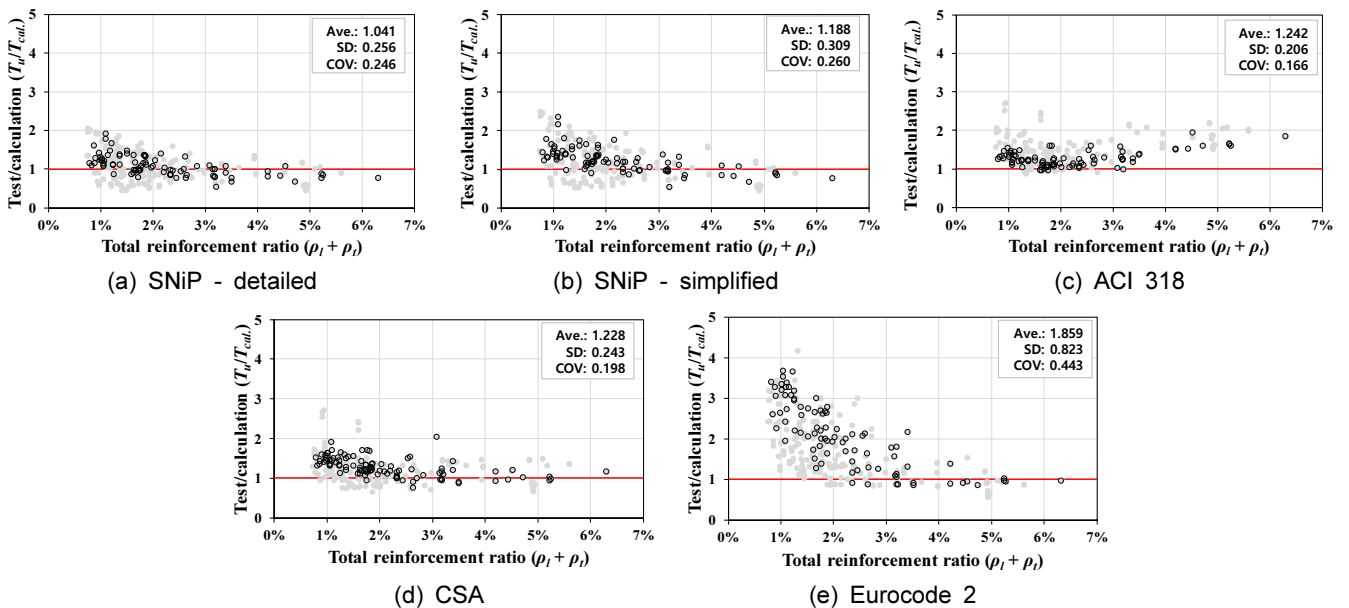 Test/calculation (Tu/Tcal.)
5
4
3
2
1
0
Ave.: 1.041
SD: 0.256
COV: 0.246
0% 1% 2% 3% 4% 5% 6% 7%
Total reinforcement ratio (ρl + ρt)
(a) SNiP - detailed
Test/calculation (Tu/Tcal.)
5
4
3
2
1
0
Ave.: 1.188
SD: 0.309
COV: 0.260
0% 1% 2% 3% 4% 5% 6% 7%
Total reinforcement ratio (ρl + ρt)
(b) SNiP - simplified
Test/calculation (Tu/Tcal.)
5
4
3
2
1
0
Ave.: 1.242
SD: 0.206
COV: 0.166
0% 1% 2% 3% 4% 5% 6% 7%
Total reinforcement ratio (ρl + ρt)
(c) ACI 318
Test/calculation (Tu/Tcal.)
5
4
3
2
1
0
Ave.: 1.228
SD: 0.243
COV: 0.198
0% 1% 2% 3% 4% 5% 6% 7%
Total reinforcement ratio (ρl + ρt)
(d) CSA
Test/calculation (Tu/Tcal.)
5
4
3
2
1
0
Ave.: 1.859
SD: 0.823
COV: 0.443
0% 1% 2% 3% 4% 5% 6% 7%
Total reinforcement ratio (ρl + ρt)
(e) Eurocode 2